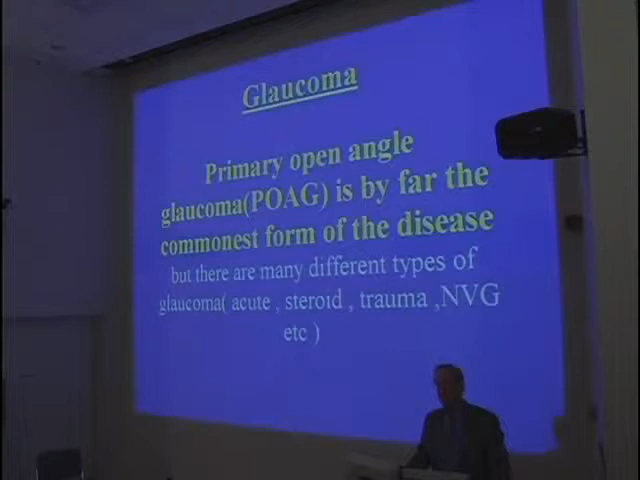 Glaucoma
Primary open angle
glaucoma(POAG) is by far the
commonest form of the disease
but there are many different types of
glaucoma( acute , steroid , trauma ,NVG
etc )